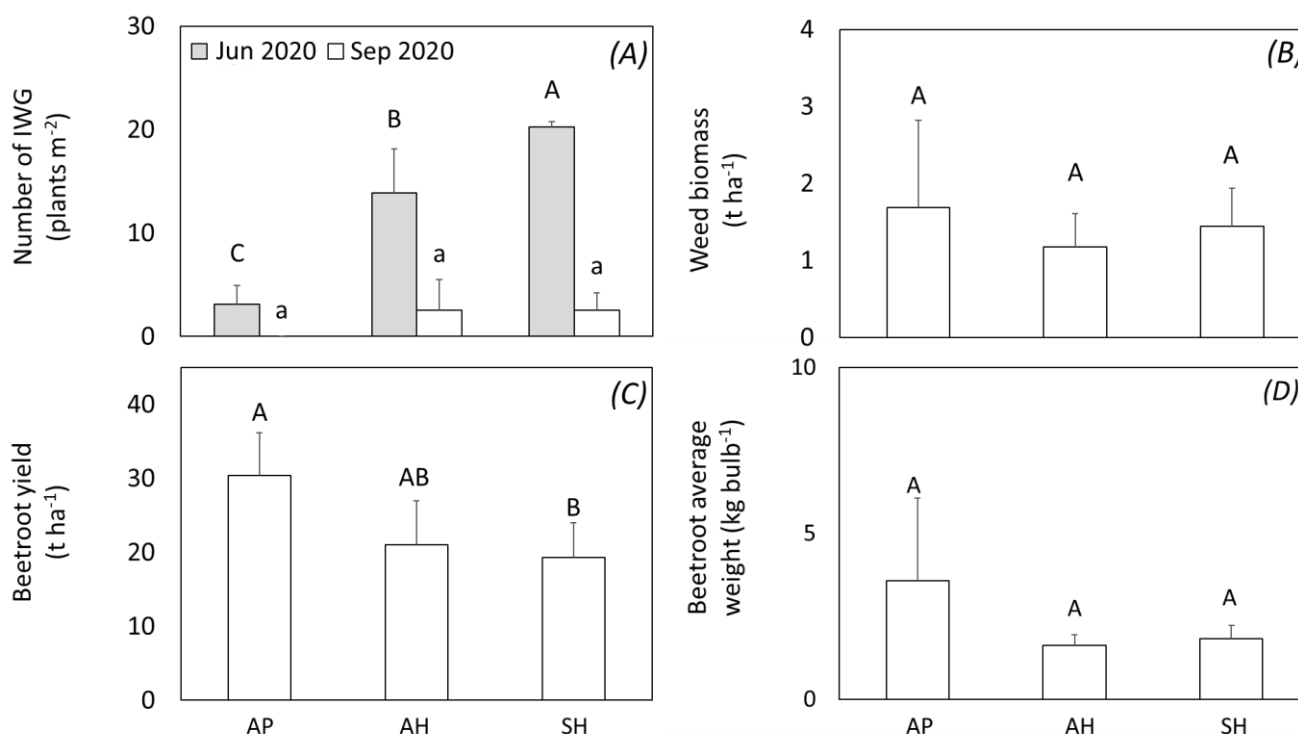 Number of IWG
(plants m⁻²)
30
20
10
0
Jun 2020 Sep 2020
(A)
C
a
B
a
A
a
Weed biomass
(t ha⁻¹)
4
3
2
1
0
(B)
A
A
A
Beetroot yield
(t ha⁻¹)
40
30
20
10
0
(C)
A
AB
B
AP AH SH
Beetroot average
weight (kg bulb⁻¹)
10
5
0
(D)
A
A
A
AP AH SH